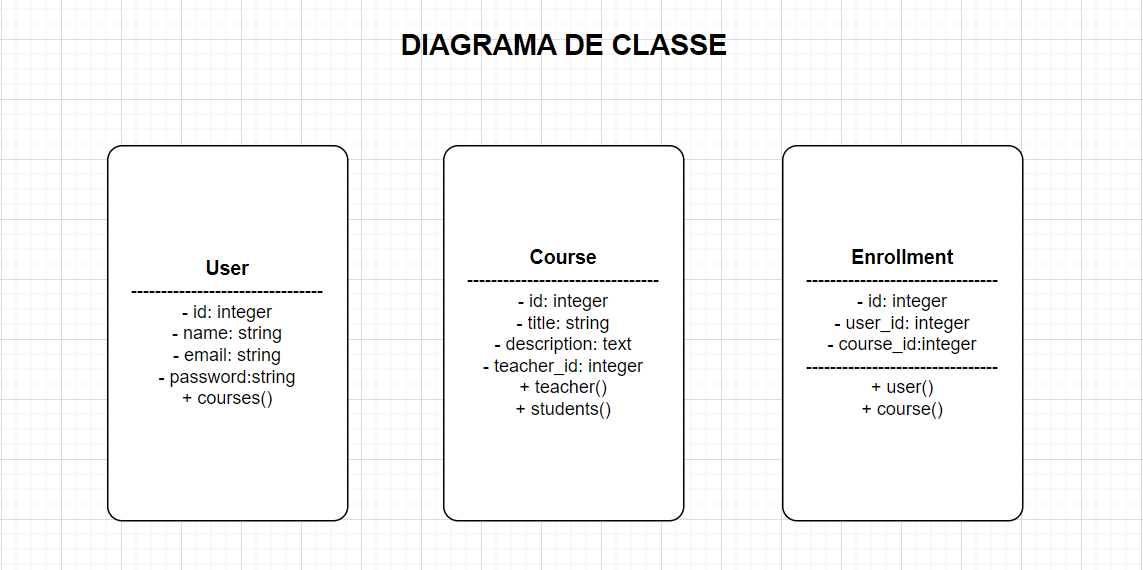 DIAGRAMA DE CLASSE
User
--------------------------------
- id: integer
- name: string
- email: string
- password:string
+ courses()
Course
--------------------------------
- id: integer
- title: string
- description: text
- teacher_id: integer
+ teacher()
+ students()
Enrollment
--------------------------------
- id: integer
- user_id: integer
- course_id:integer
--------------------------------
+ user()
+ course()